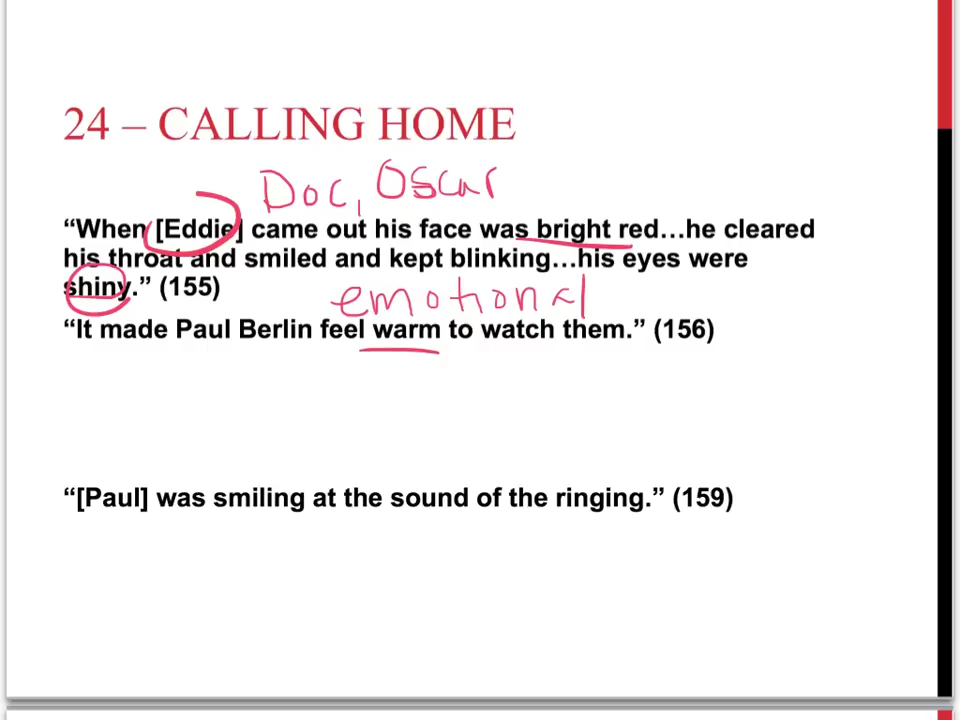 24 – CALLING HOME
Doc, Oscar
“When [Eddie] came out his face was bright red…he cleared
his throat and smiled and kept blinking…his eyes were
shiny.” (155)
emotional
“It made Paul Berlin feel warm to watch them.” (156)
“[Paul] was smiling at the sound of the ringing.” (159)